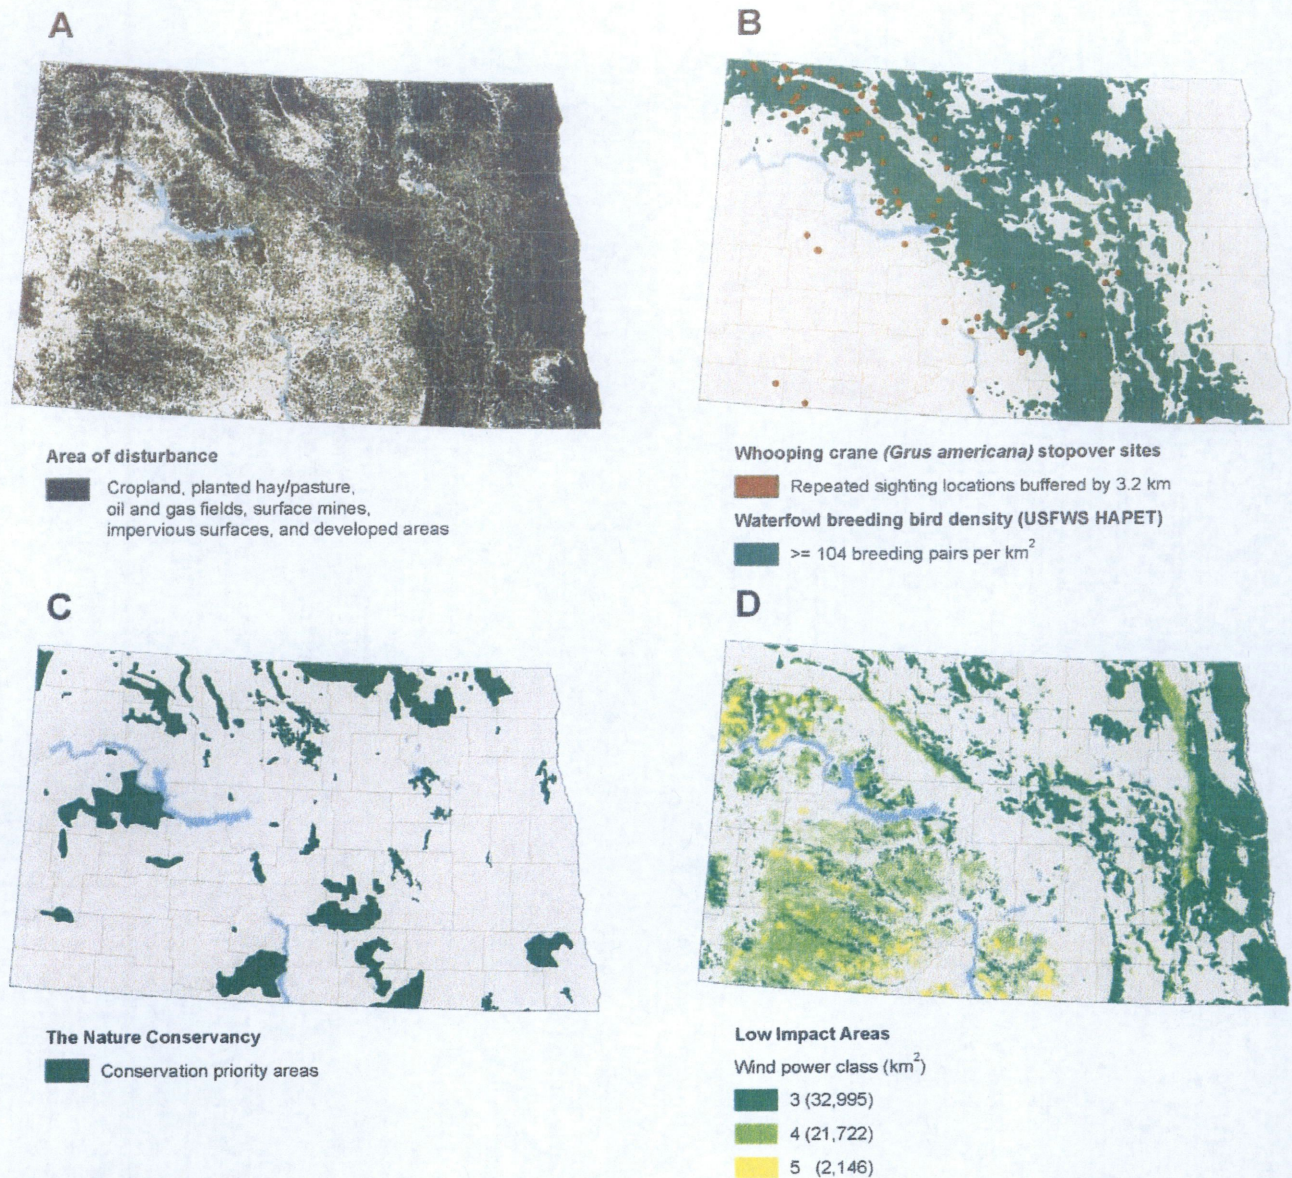 A
B
Area of disturbance
Cropland, planted hay/pasture,
oil and gas fields, surface mines,
impervious surfaces, and developed areas
Whooping crane (Grus americana) stopover sites
Repeated sighting locations buffered by 3.2 km
Waterfowl breeding bird density (USFWS HAPET)
>= 104 breeding pairs per km²
C
D
The Nature Conservancy
Conservation priority areas
Low Impact Areas
Wind power class (km²)
3 (32,995)
4 (21,722)
5 (2,146)